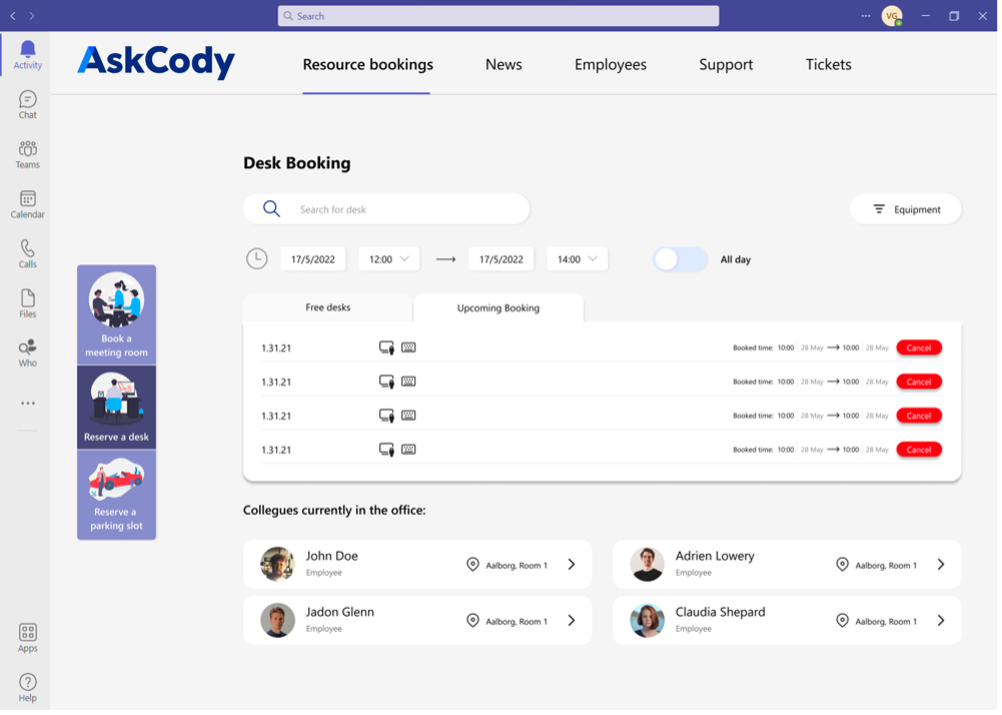 Search
VG
Activity
Chat
Teams
Calendar
Calls
Files
Who
Apps
Help
AskCody
Resource bookings
News
Employees
Support
Tickets
Book a
meeting room
Reserve a desk
Reserve a
parking slot
Desk Booking
Search for desk
Equipment
17/5/2022 12:00 17/5/2022 14:00 All day
Free desks
Upcoming Booking
1.31.21 Booked time: 10:00 28 May 10:00 28 May Cancel
1.31.21 Booked time: 10:00 28 May 10:00 28 May Cancel
1.31.21 Booked time: 10:00 28 May 10:00 28 May Cancel
1.31.21 Booked time: 10:00 28 May 10:00 28 May Cancel
Collegues currently in the office:
John Doe
Employee
Aalborg, Room 1
Adrien Lowery
Employee
Aalborg, Room 1
Jadon Glenn
Employee
Aalborg, Room 1
Claudia Shepard
Employee
Aalborg, Room 1